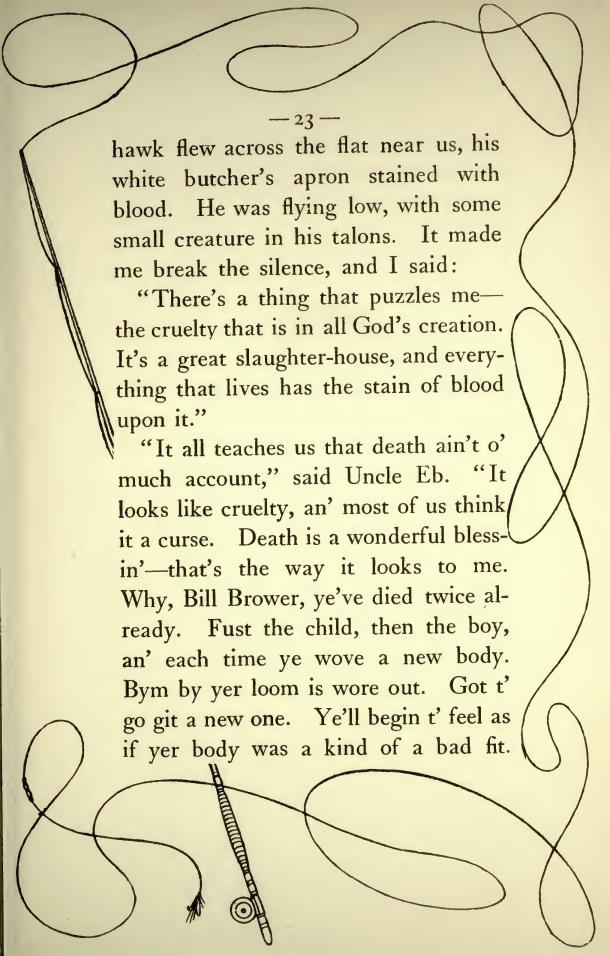 —23—
hawk flew across the flat near us, his
white butcher's apron stained with
blood. He was flying low, with some
small creature in his talons. It made
me break the silence, and I said:
"There's a thing that puzzles me—
the cruelty that is in all God's creation.
It's a great slaughter-house, and every-
thing that lives has the stain of blood
upon it."
"It all teaches us that death ain't o'
much account," said Uncle Eb. "It
looks like cruelty, an' most of us think
it a curse. Death is a wonderful bless-
in'—that's the way it looks to me.
Why, Bill Brower, ye've died twice al-
ready. Fust the child, then the boy,
an' each time ye wove a new body.
Bym by yer loom is wore out. Got t'
go git a new one. Ye'll begin t' feel as
if yer body was a kind of a bad fit.